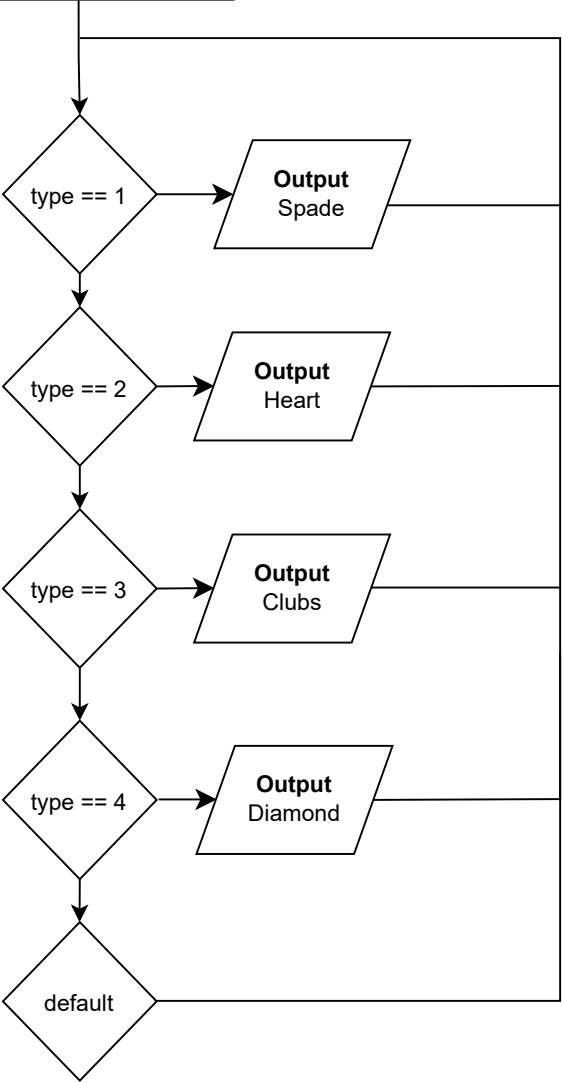 type == 1
Output
Spade
type == 2
Output
Heart
type == 3
Output
Clubs
type == 4
Output
Diamond
default